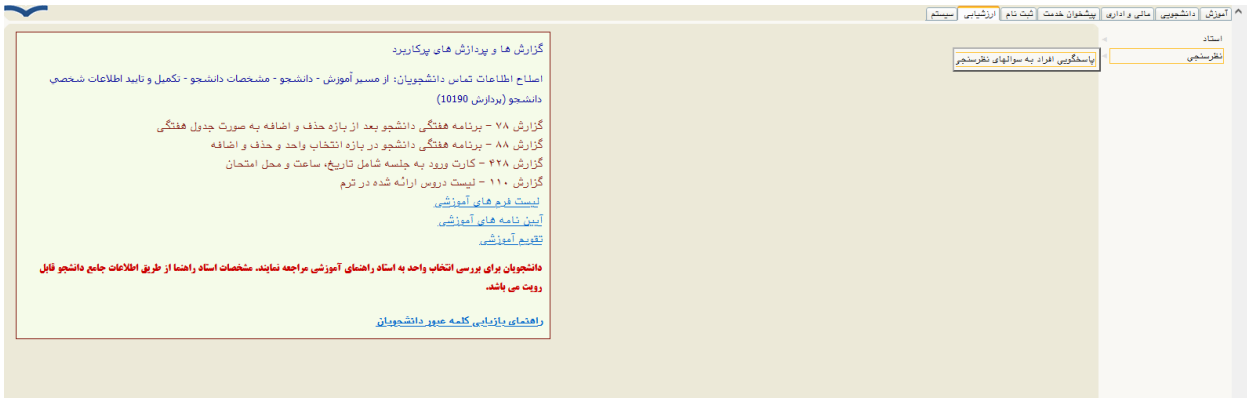 آموزش دانشجویی مالی و اداری پیشخوان خدمت ثبت نام ارزشیابی سیستم
استاد
نظرسنجی
پاسخگویی افراد به سوالهای نظرسنجی
گزارش ها و پردازش های پرکاربرد
اصلاح اطلاعات تماس دانشجویان: از مسیر آموزش - دانشجو - مشخصات دانشجو - تکمیل و تایید اطلاعات شخصی
دانشجو (پردازش 10190)
گزارش ۷۸ – برنامه هفتگی دانشجو بعد از بازه حذف و اضافه به صورت جدول هفتگی
گزارش ۸۸ – برنامه هفتگی دانشجو در بازه انتخاب واحد و حذف و اضافه
گزارش ۴۲۸ – کارت ورود به جلسه شامل تاریخ، ساعت و محل امتحان
گزارش ۱۱۰ – لیست دروس ارائه شده در ترم
لیست فرم های آموزشی
آیین نامه های آموزشی
تقویم آموزشی
دانشجویان برای بررسی انتخاب واحد به استاد راهنمای آموزشی مراجعه نمایند. مشخصات استاد راهنما از طریق اطلاعات جامع دانشجو قابل
رویت می باشد.
راهنمای بازیابی کلمه عبور دانشجویان